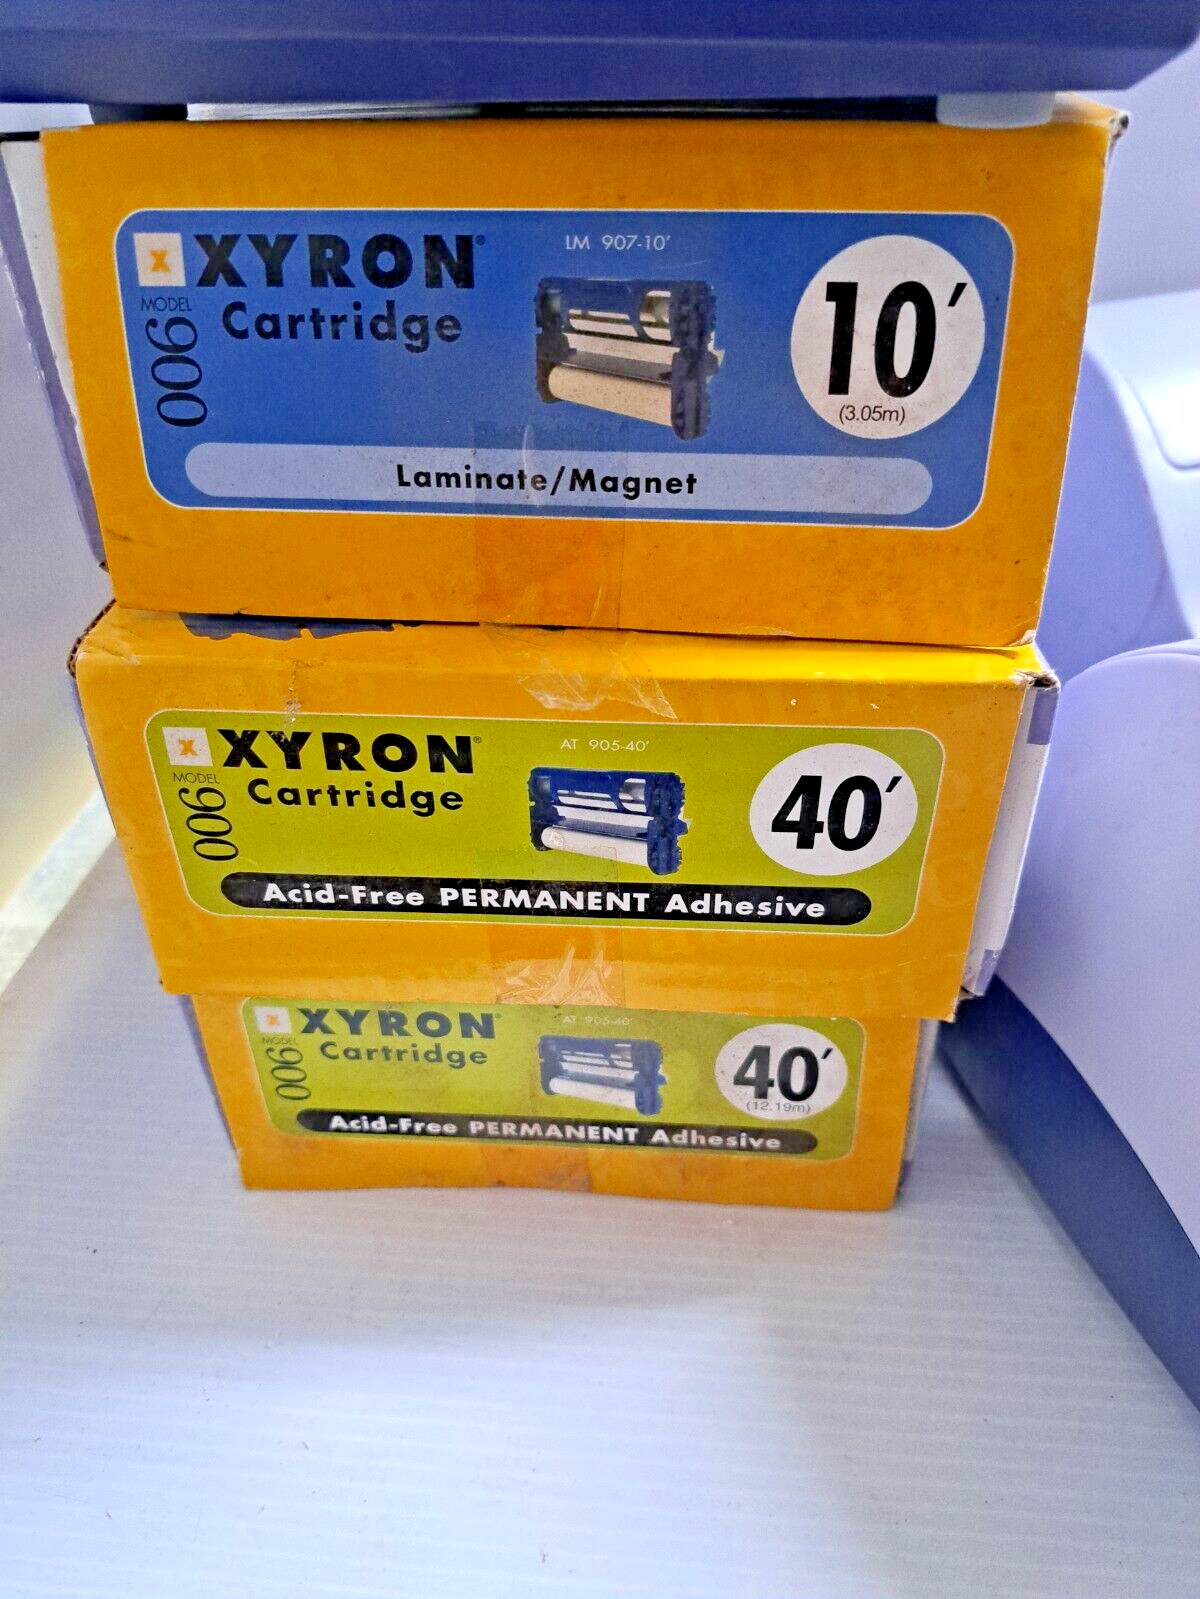 X XYRON®
LM 907-10'
MODEL
900
Cartridge
10'
(3.05m)
Laminate/Magnet
X XYRON®
AT 905-40'
MODEL
900
Cartridge
40'
Acid-Free PERMANENT Adhesive
X XYRON®
AT 905-40'
MODEL
900
Cartridge
40'
(12.19m)
Acid-Free PERMANENT Adhesive